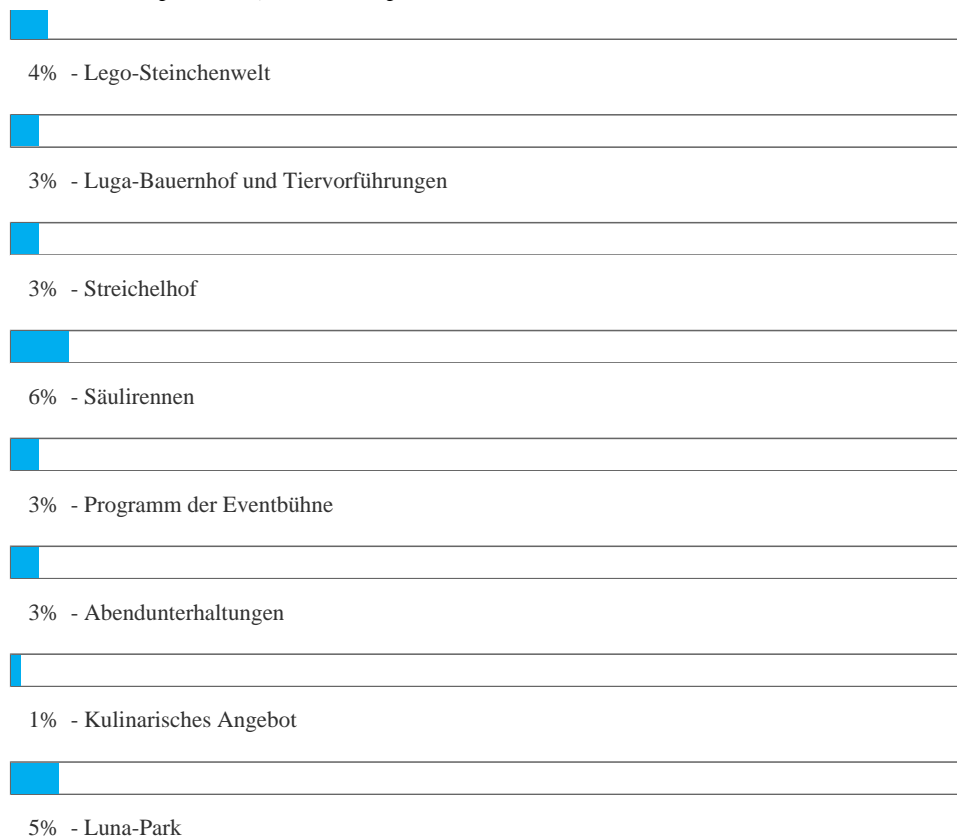 4% - Lego-Steinchenwelt
3% - Luga-Bauernhof und Tiervorführungen
3% - Streichelhof
6% - Säulirennen
3% - Programm der Eventbühne
3% - Abendunterhaltungen
1% - Kulinarisches Angebot
5% - Luna-Park